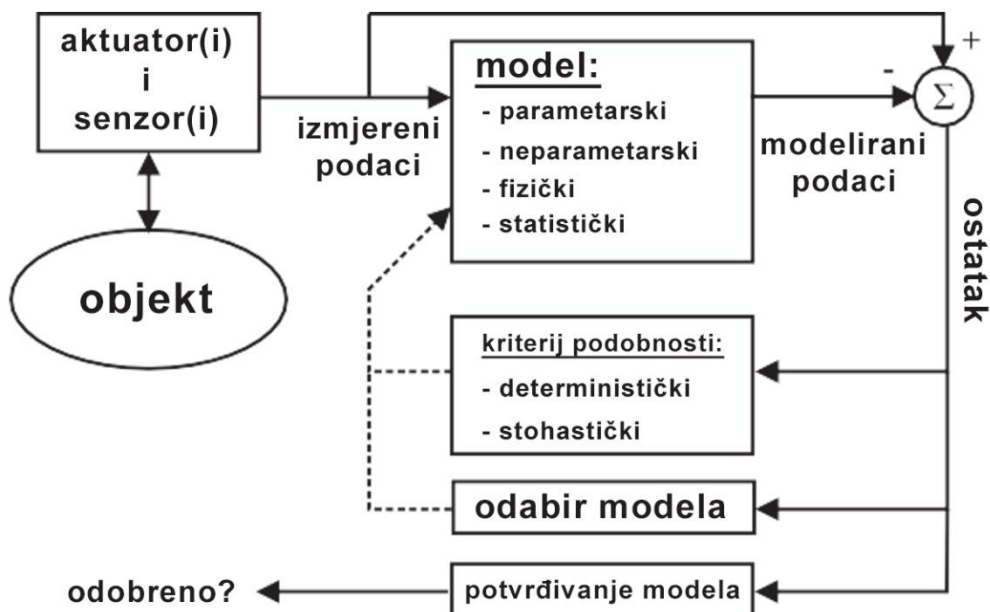 aktuator(i)
i
senzor(i)
izmjereni
podaci
objekt
model:
- parametarski
- neparametarski
- fizički
- statistički
+
-
Σ
modelirani
podaci
ostatak
kriterij podobnosti:
- deterministički
- stohastički
odabir modela
potvrđivanje modela
odobreno?